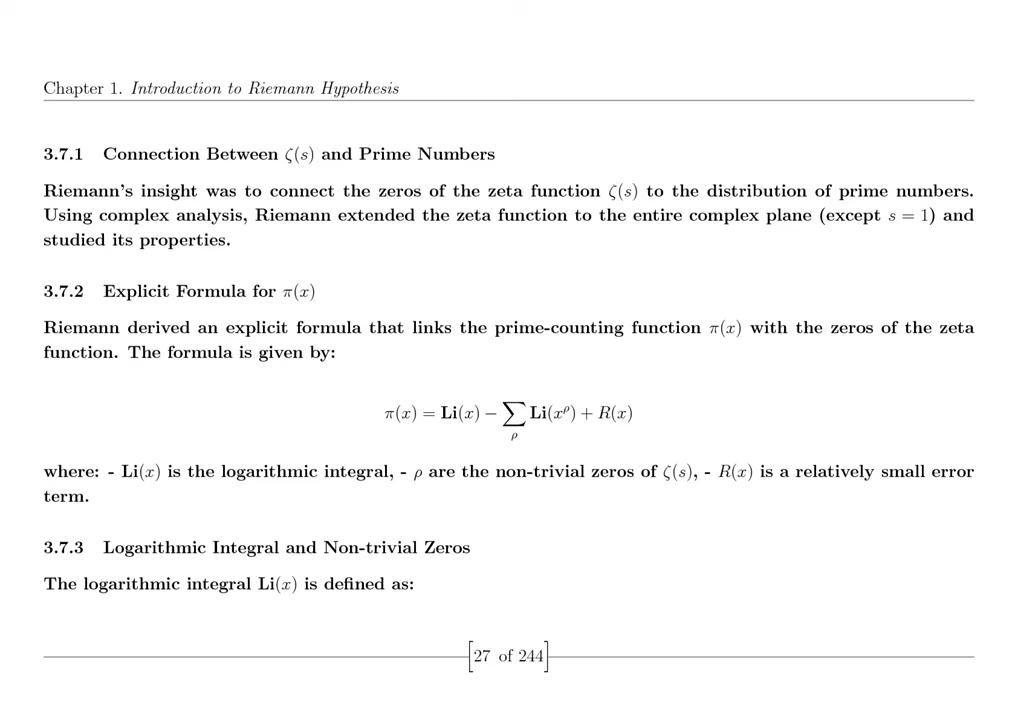 Chapter 1. Introduction to Riemann Hypothesis
3.7.1 Connection Between ζ(s) and Prime Numbers
Riemann's insight was to connect the zeros of the zeta function ζ(s) to the distribution of prime numbers.
Using complex analysis, Riemann extended the zeta function to the entire complex plane (except s = 1) and
studied its properties.
3.7.2 Explicit Formula for π(x)
Riemann derived an explicit formula that links the prime-counting function π(x) with the zeros of the zeta
function. The formula is given by:
π(x) = Li(x) − ∑ Li(x^ρ) + R(x)
ρ
where: - Li(x) is the logarithmic integral, - ρ are the non-trivial zeros of ζ(s), - R(x) is a relatively small error
term.
3.7.3 Logarithmic Integral and Non-trivial Zeros
The logarithmic integral Li(x) is defined as:
[27 of 244]